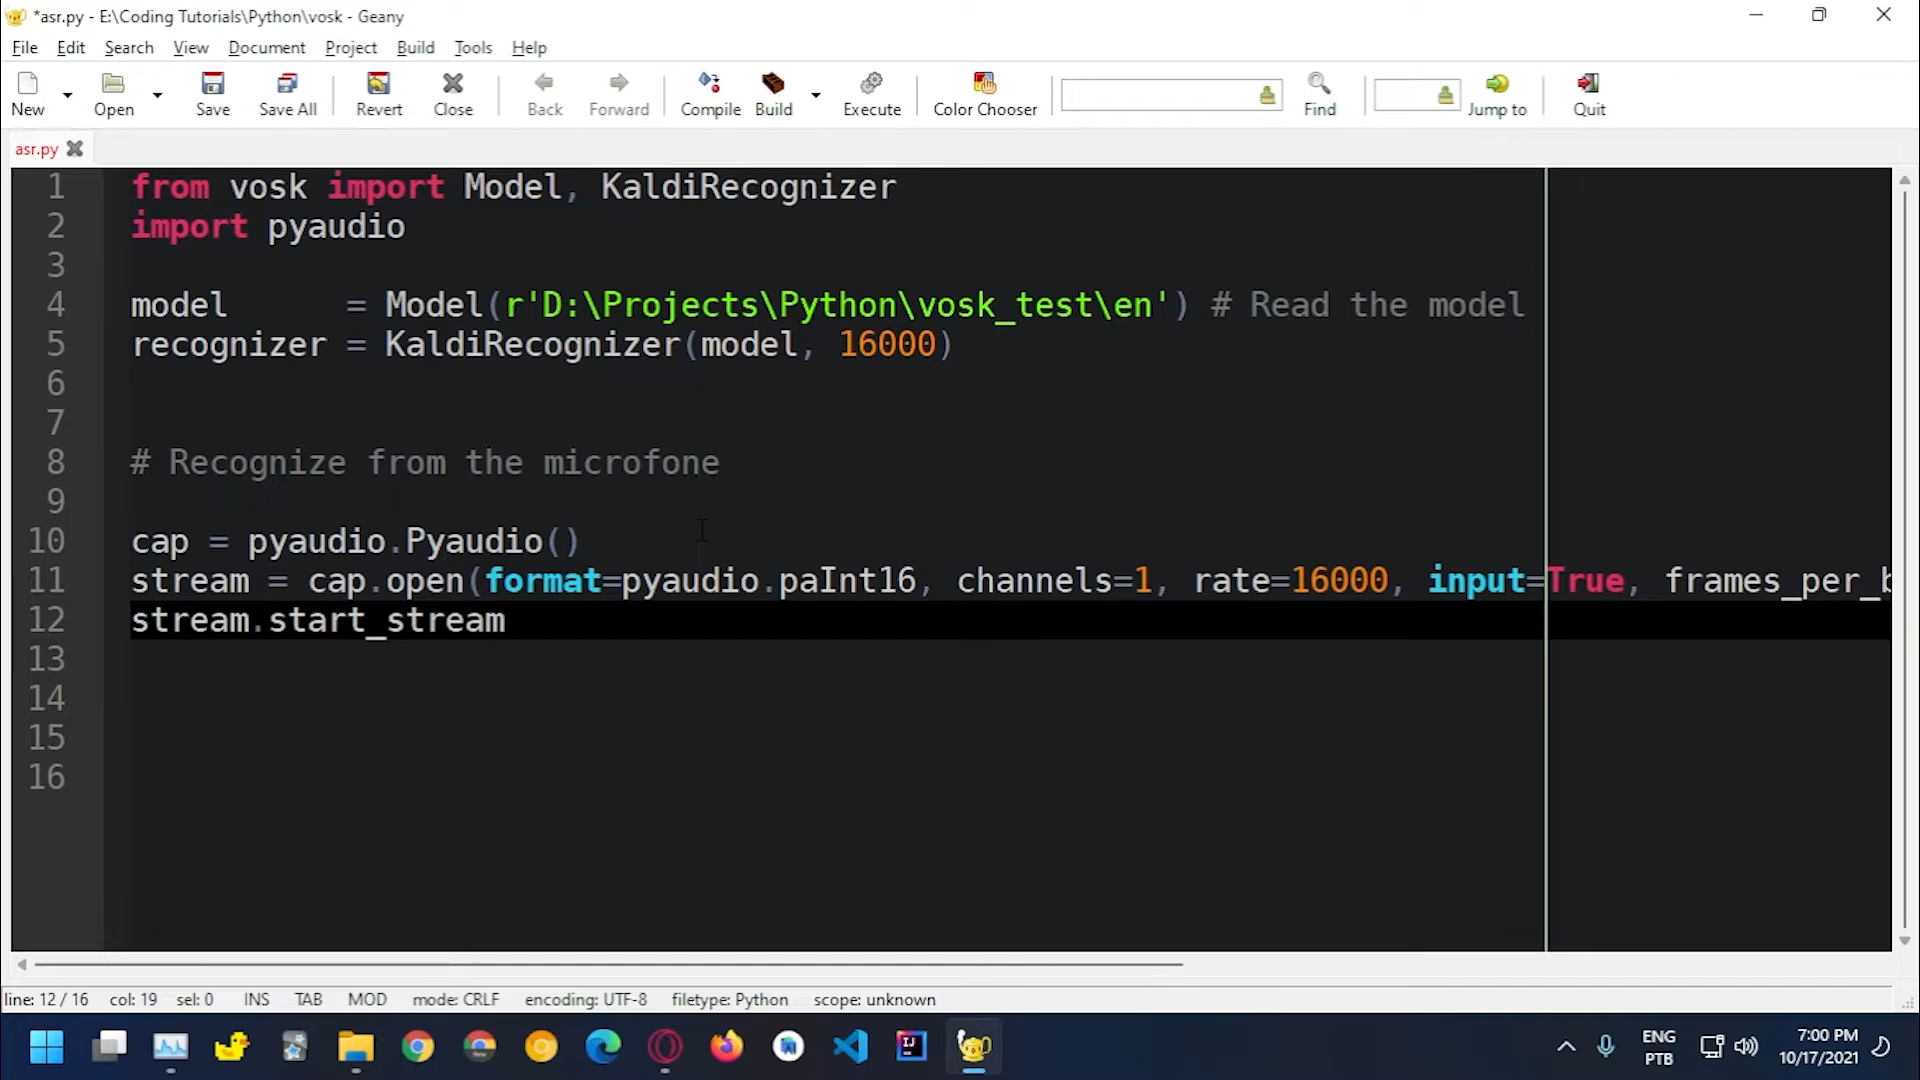 *asr.py - E:\Coding Tutorials\Python\vosk - Geany
File Edit Search View Document Project Build Tools Help
New Open Save Save All Revert Close Back Forward Compile Build Execute Color Chooser Find Jump to Quit
asr.py
1 from vosk import Model, KaldiRecognizer
2 import pyaudio
3
4 model      = Model(r'D:\Projects\Python\vosk_test\en') # Read the model
5 recognizer = KaldiRecognizer(model, 16000)
6
7
8 # Recognize from the microfone
9
10 cap = pyaudio.Pyaudio()
11 stream = cap.open(format=pyaudio.paInt16, channels=1, rate=16000, input=True, frames_per_b
12 stream.start_stream
13
14
15
16
line: 12 / 16 col: 19 sel: 0 INS TAB MOD mode: CRLF encoding: UTF-8 filetype: Python scope: unknown
ENG 7:00 PM
PTB 10/17/2021